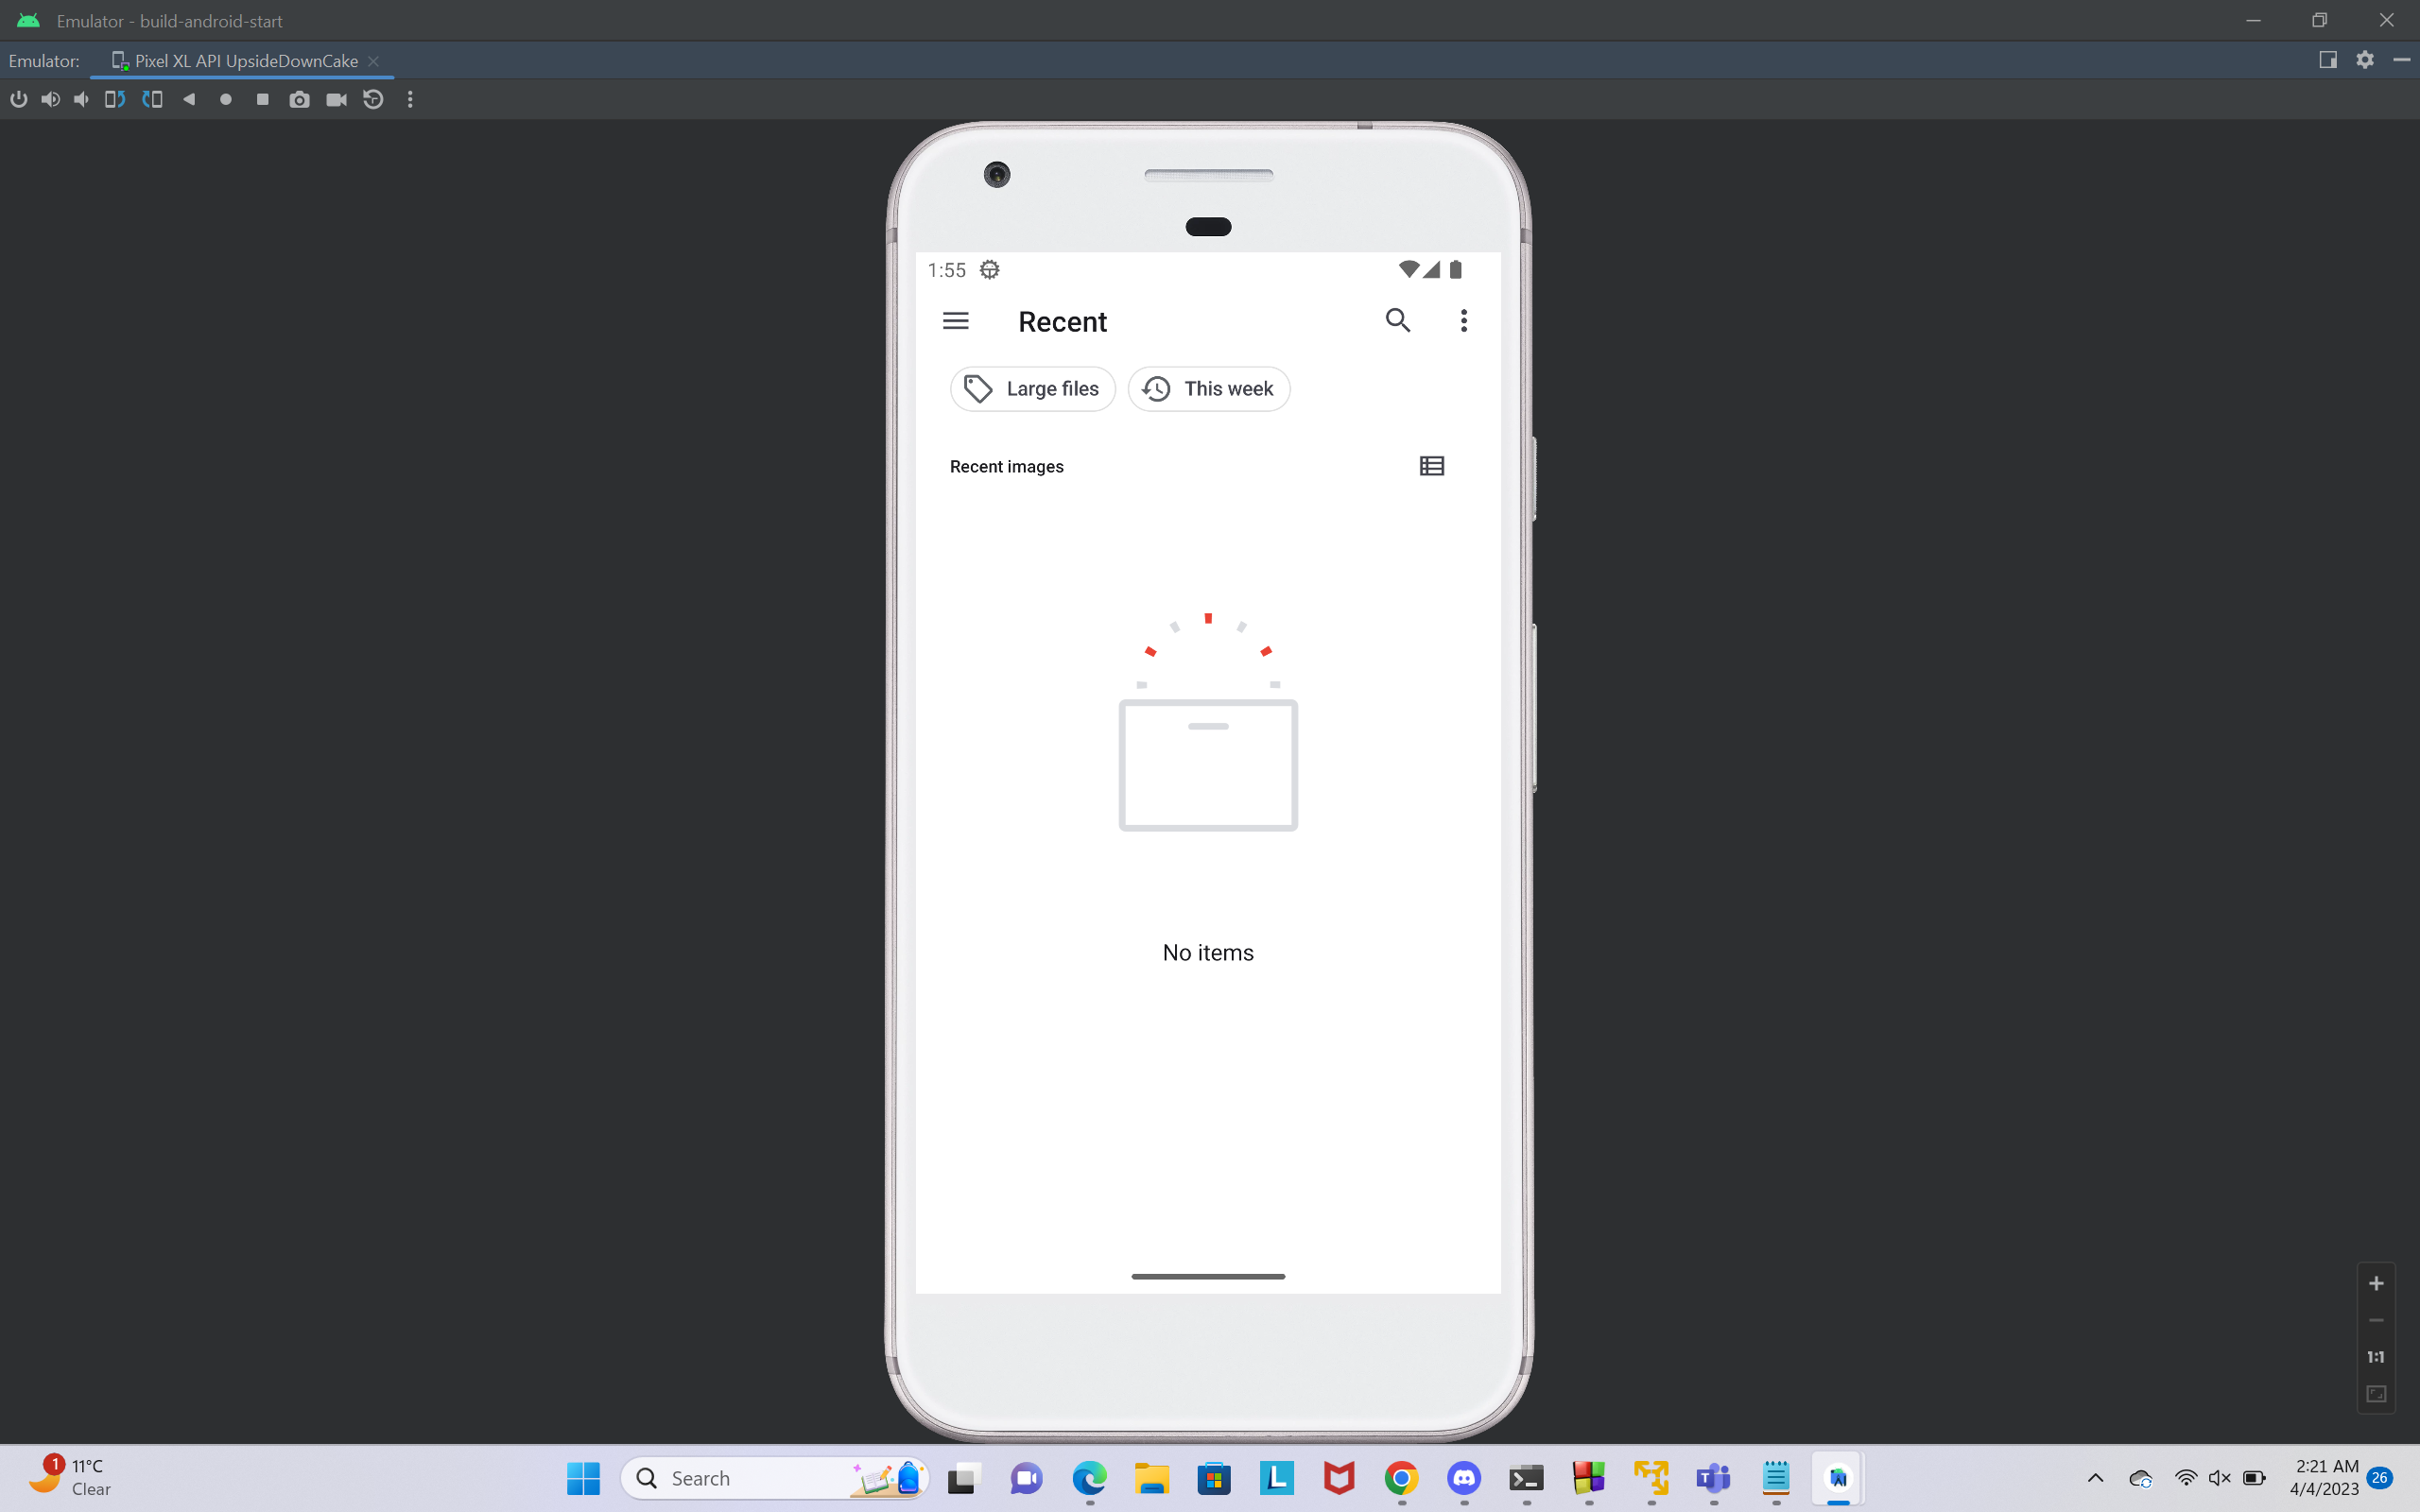 Emulator - build-android-start
Emulator: Pixel XL API UpsideDownCake
1:55
Recent
Large files This week
Recent images
No items
1:1
1 11°C
Clear
Search
L
2:21 AM
4/4/2023
26